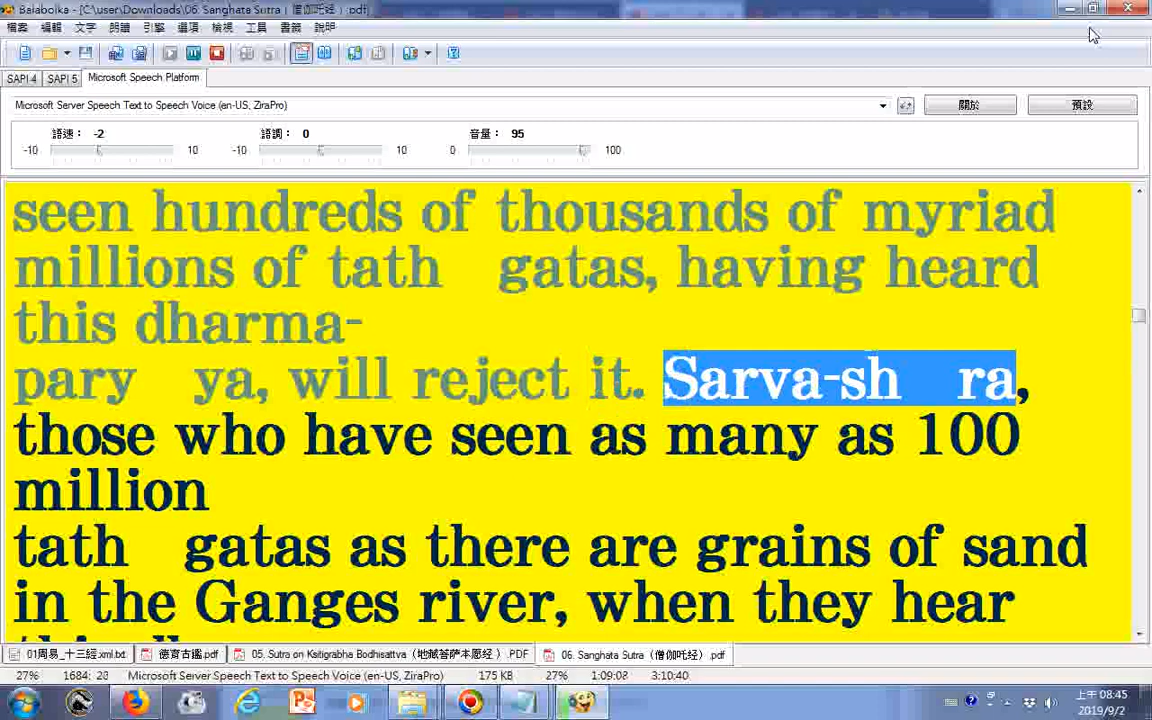 Balabolka - [C:\user\Downloads\06. Sanghata Sutra（僧伽吒经）.pdf]
檔案 編輯 文字 朗讀 引擎 選項 檢視 工具 書籤 說明
SAPI 4 SAPI 5 Microsoft Speech Platform
Microsoft Server Speech Text to Speech Voice (en-US, ZiraPro) 關於 預設
語速： -2 語調： 0 音量： 95
-10 10 -10 10 0 100
seen hundreds of thousands of myriad
millions of tath gatas, having heard
this dharma-
pary ya, will reject it. Sarva-sh ra,
those who have seen as many as 100
million
tath gatas as there are grains of sand
in the Ganges river, when they hear
01周易_十三經.xml.txt 德育古鑑.pdf 05. Sutra on Ksitigrabha Bodhisattva（地藏菩萨本愿经）.PDF 06. Sanghata Sutra（僧伽吒经）.pdf
27% 1684: 28 Microsoft Server Speech Text to Speech Voice (en-US, ZiraPro) 175 KB 27% 1:09:08 3:10:40
上午 08:45
2019/9/2